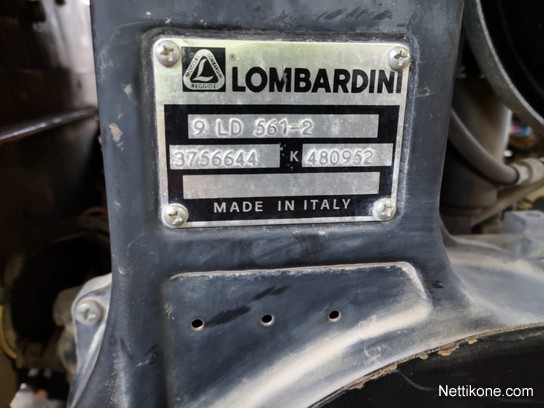 LOMBARDINI
®
9 LD 561-2
3756644 K 480952
MADE IN ITALY
Nettikone.com